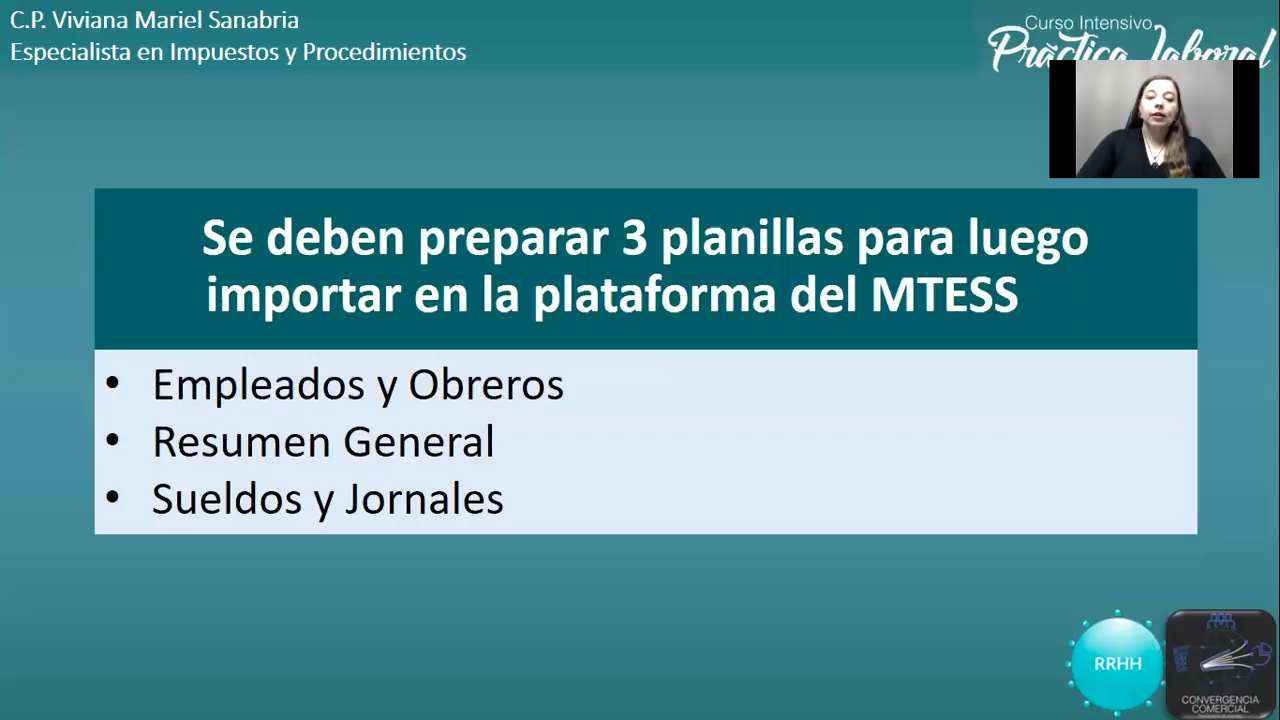 C.P. Viviana Mariel Sanabria
Especialista en Impuestos y Procedimientos
Curso Intensivo
Práctica Laboral
Se deben preparar 3 planillas para luego
importar en la plataforma del MTESS
• Empleados y Obreros
• Resumen General
• Sueldos y Jornales
RRHH
CONVERGENCIA
COMERCIAL